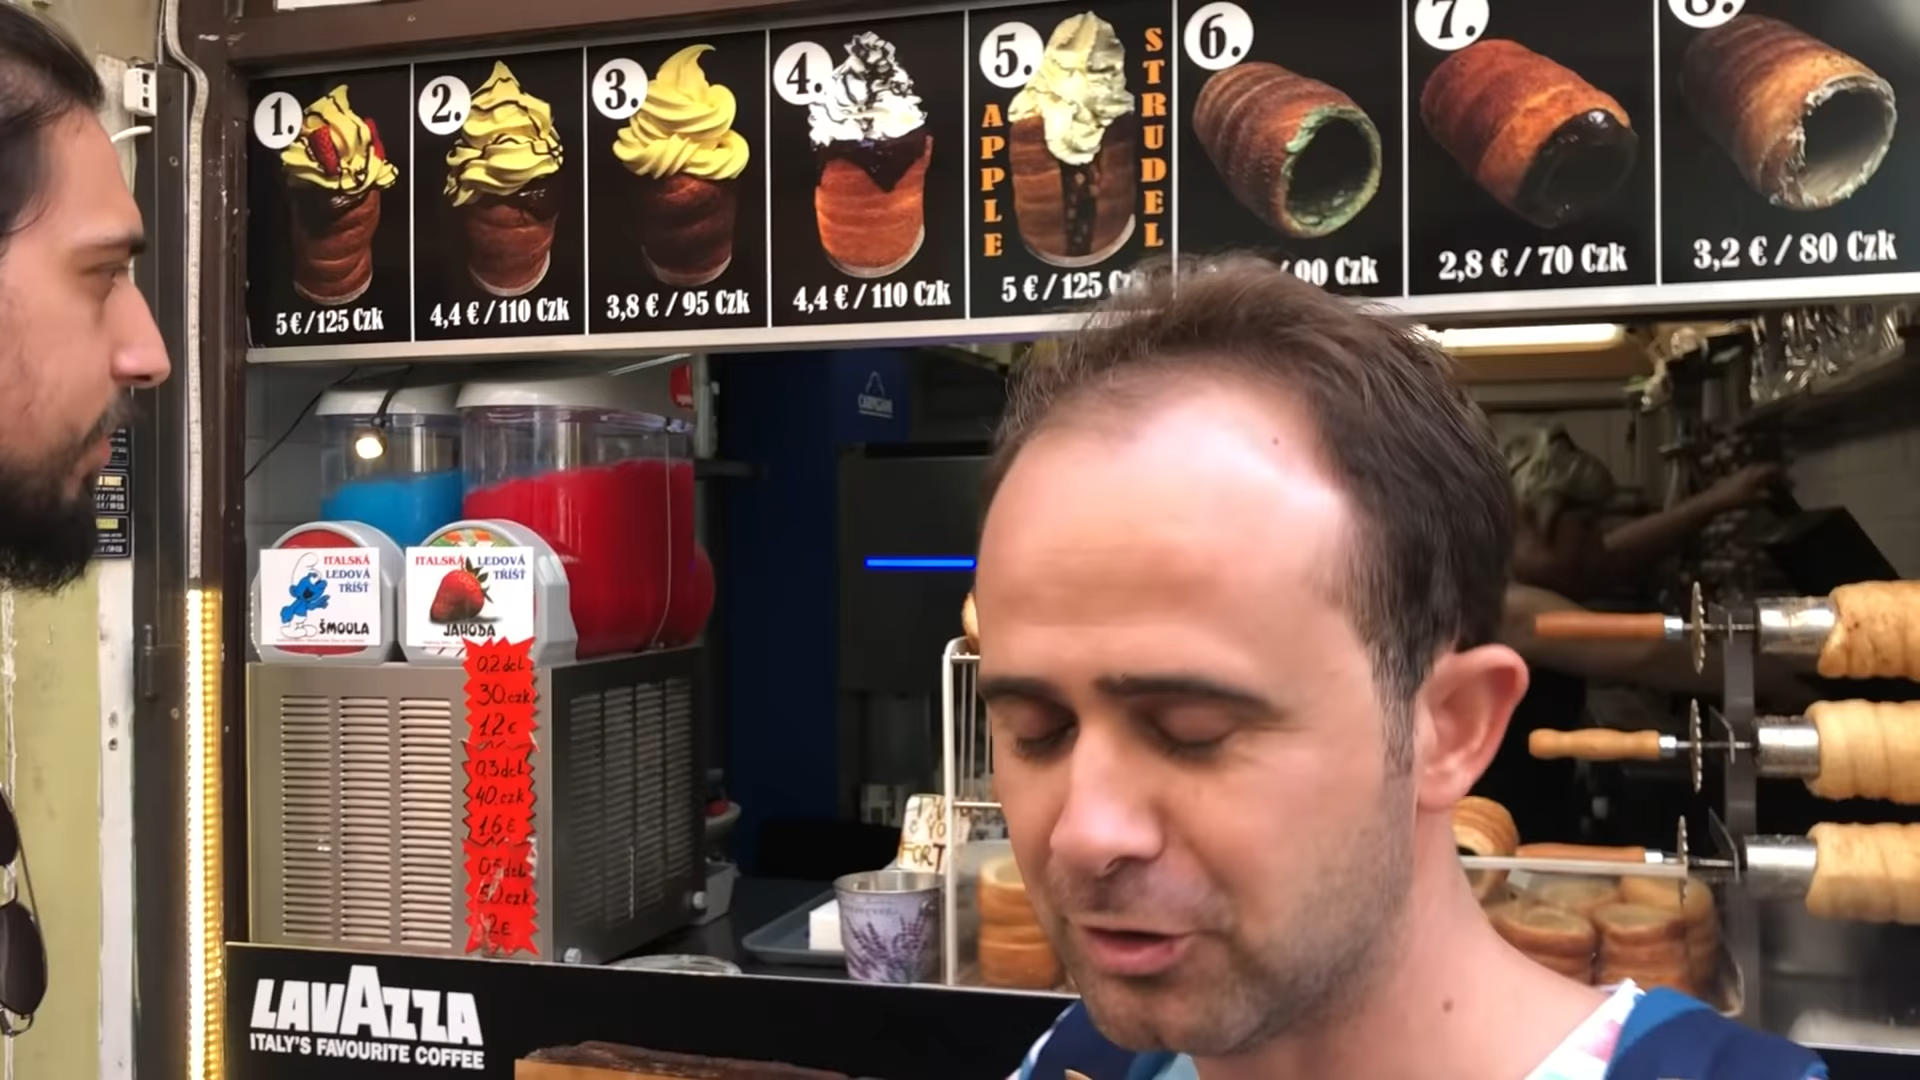 1.
5 € / 125 Czk
2.
4,4 € / 110 Czk
3.
3,8 € / 95 Czk
4.
4,4 € / 110 Czk
5.
APPLE
STRUDEL
5 € / 125 Czk
6.
/ 90 Czk
7.
2,8 € / 70 Czk
8.
3,2 € / 80 Czk
ITALSKÁ
LEDOVÁ
TŘÍŠŤ
ŠMOULA
ITALSKÁ LEDOVÁ
TŘÍŠŤ
JAHODA
0,2 dcl
30 czk
1,2 €
0,3 dcl
40 czk
1,6 €
0,5 dcl
50 czk
2 €
LAVAZZA
ITALY'S FAVOURITE COFFEE